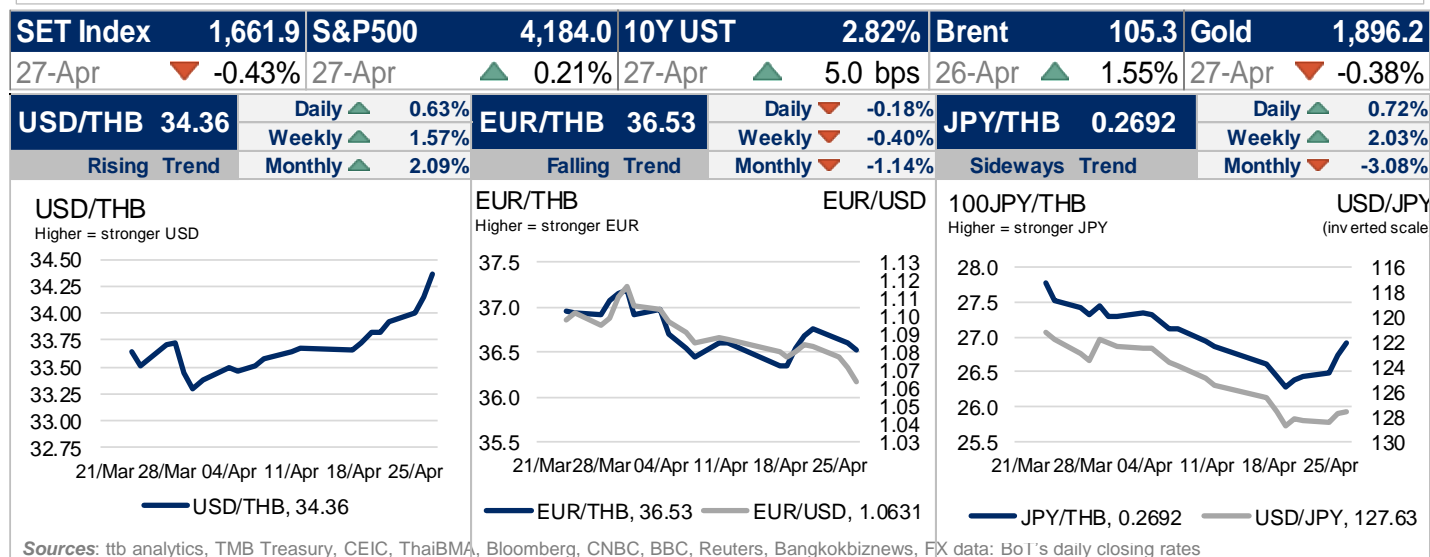 SET Index 1,661.9 S&P500 4,184.0 10Y UST 2.82% Brent 105.3 Gold 1,896.2
27-Apr -0.43% 27-Apr 0.21% 27-Apr 5.0 bps 26-Apr 1.55% 27-Apr -0.38%
USD/THB 34.36
Daily 0.63%
Weekly 1.57%
Rising Trend Monthly 2.09%
EUR/THB 36.53
Daily -0.18%
Weekly -0.40%
Falling Trend Monthly -1.14%
JPY/THB 0.2692
Daily 0.72%
Weekly 2.03%
Sideways Trend Monthly -3.08%
USD/THB
Higher = stronger USD
34.50
34.25
34.00
33.75
33.50
33.25
33.00
32.75
21/Mar 28/Mar 04/Apr 11/Apr 18/Apr 25/Apr
USD/THB, 34.36
EUR/THB EUR/USD
Higher = stronger EUR
37.5
37.0
36.5
36.0
35.5
1.13
1.12
1.11
1.10
1.09
1.08
1.07
1.06
1.05
1.04
1.03
21/Mar 28/Mar 04/Apr 11/Apr 18/Apr 25/Apr
EUR/THB, 36.53 EUR/USD, 1.0631
100JPY/THB USD/JPY
Higher = stronger JPY (inverted scale
28.0
27.5
27.0
26.5
26.0
25.5
116
118
120
122
124
126
128
130
21/Mar 28/Mar 04/Apr 11/Apr 18/Apr 25/Apr
JPY/THB, 0.2692 USD/JPY, 127.63
Sources: ttb analytics, TMB Treasury, CEIC, ThaiBMA, Bloomberg, CNBC, BBC, Reuters, Bangkokbiznews, FX data: BoT's daily closing rates